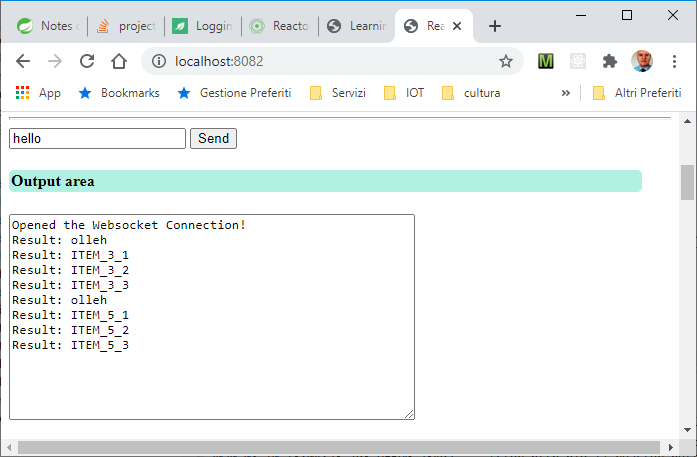 Notes project Loggin Reacto Learnin Rea
localhost:8082
App Bookmarks Gestione Preferiti Servizi IOT cultura » Altri Preferiti
hello Send
Output area
Opened the Websocket Connection!
Result: olleh
Result: ITEM_3_1
Result: ITEM_3_2
Result: ITEM_3_3
Result: olleh
Result: ITEM_5_1
Result: ITEM_5_2
Result: ITEM_5_3